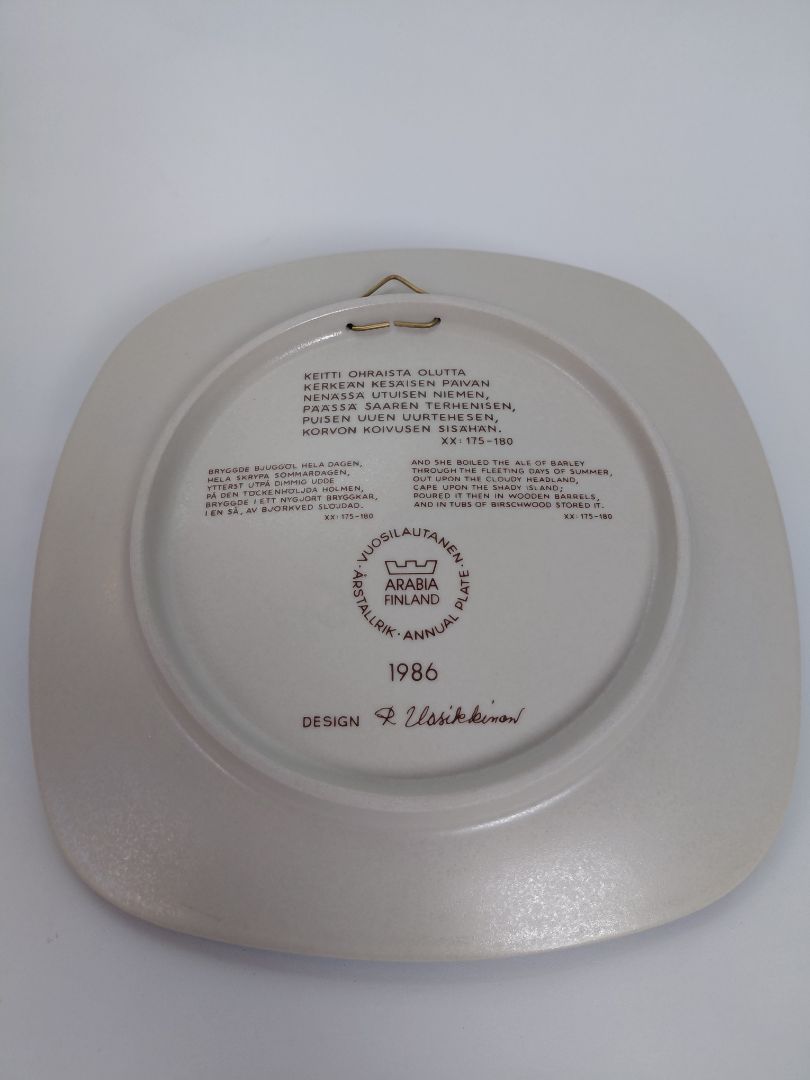 KEITTI OHRAISTA OLUTTA
KERKEÄN KESÄISEN PÄIVÄN
NENÄSSÄ UTUISEN NIEMEN,
PÄÄSSÄ SAAREN TERHENISEN,
PUISEN UUEN UURTEHESEN,
KORVON KOIVUSEN SISÄHÄN.
XX: 175-180
BRYGGDE BJUGGÖL HELA DAGEN,
HELA SKRYPA SOMMARDAGEN,
YTTERST UTPÅ DIMMIG UDDE
PÅ DEN TÖCKENHÖLJDA HOLMEN,
BRYGGDE I ETT NYGJORT BRYGGKAR,
I EN SÅ, AV BJÖRKVED SLÖJDAD.
XX: 175-180
AND SHE BOILED THE ALE OF BARLEY
THROUGH THE FLEETING DAYS OF SUMMER,
OUT UPON THE CLOUDY HEADLAND,
CAPE UPON THE SHADY ISLAND;
POURED IT THEN IN WOODEN BARRELS,
AND IN TUBS OF BIRSCHWOOD STORED IT.
XX: 175-180
· VUOSILAUTANEN ·
ARABIA
FINLAND
ÅRSTALLRIK · ANNUAL PLATE
1986
DESIGN R Uosikkinen